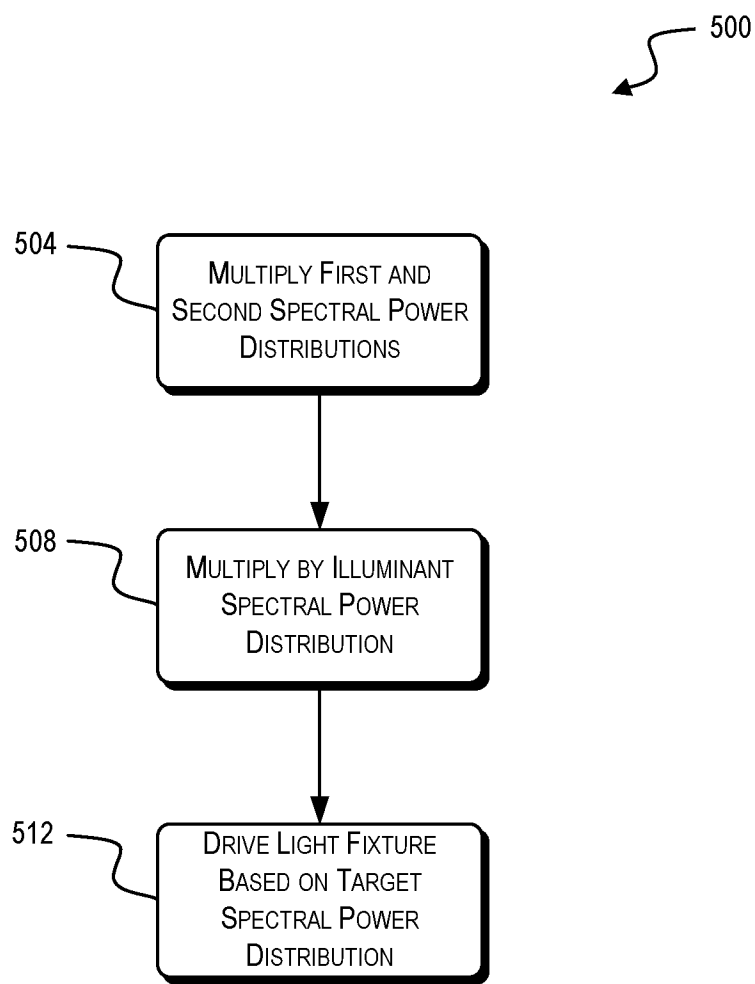 500
504
MULTIPLY FIRST AND
SECOND SPECTRAL POWER
DISTRIBUTIONS
508
MULTIPLY BY ILLUMINANT
SPECTRAL POWER
DISTRIBUTION
512
DRIVE LIGHT FIXTURE
BASED ON TARGET
SPECTRAL POWER
DISTRIBUTION